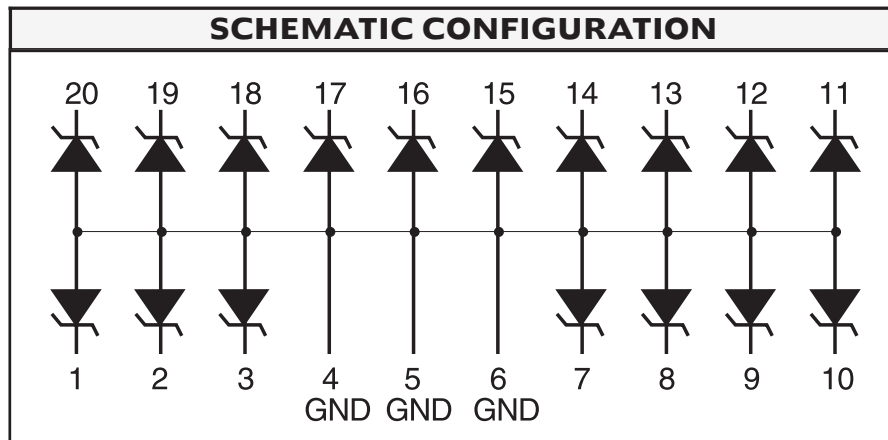 SCHEMATIC CONFIGURATION
20 19 18 17 16 15 14 13 12 11
1 2 3 4 5 6 7 8 9 10
GND GND GND